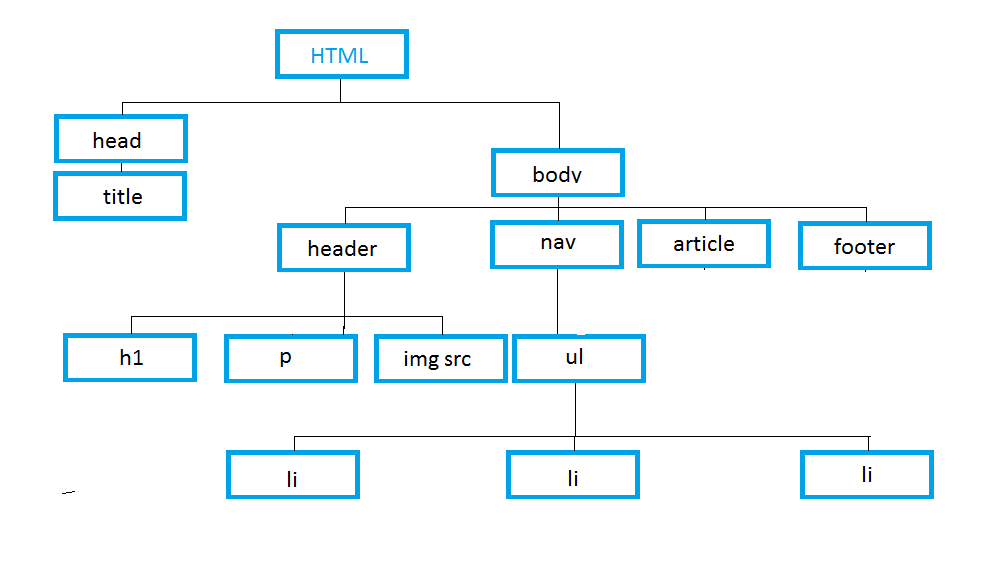 HTML
head
body
title
header
nav
article
footer
h1
p
img src
ul
li
li
li